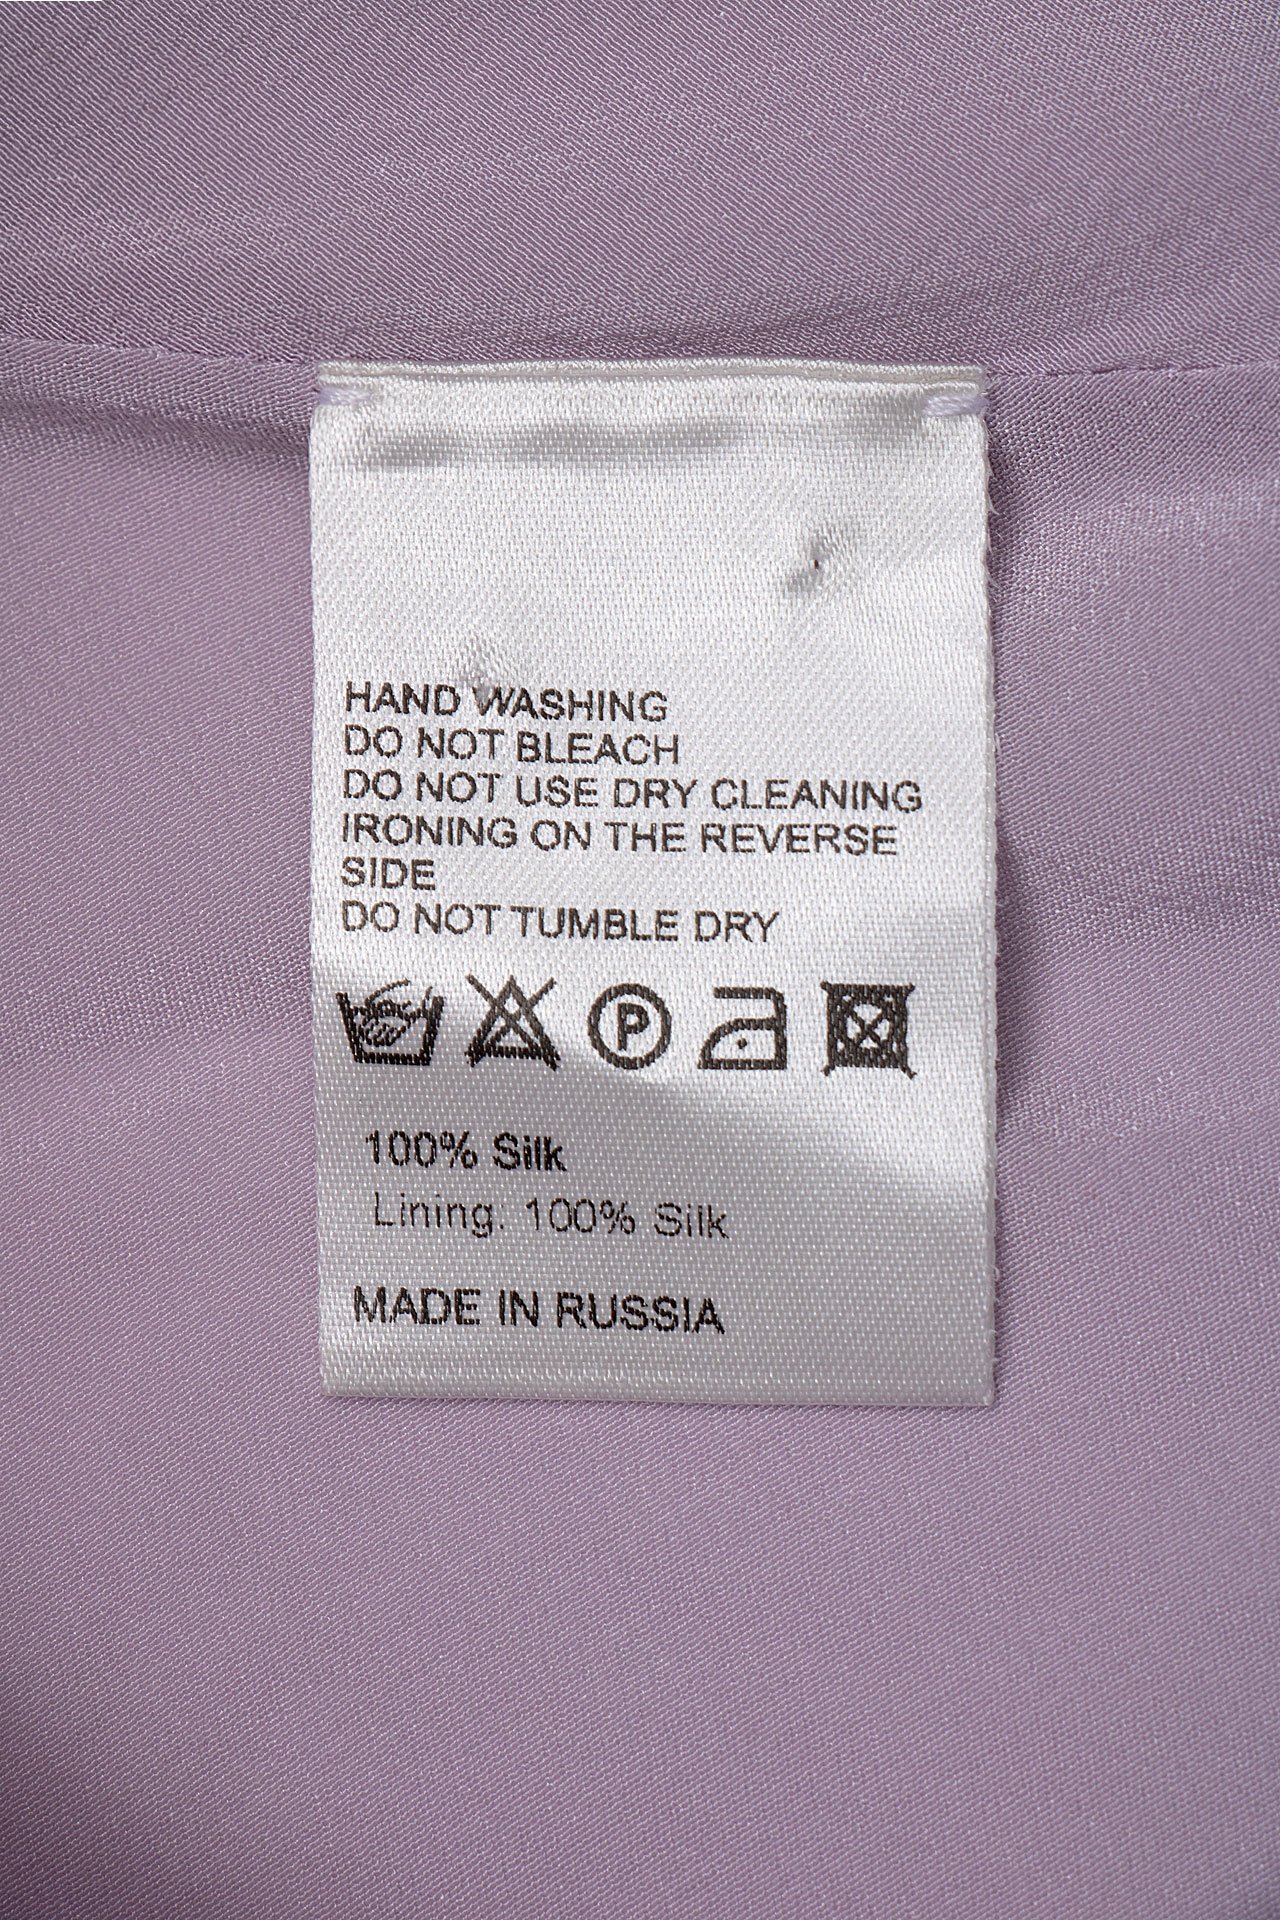 HAND WASHING
DO NOT BLEACH
DO NOT USE DRY CLEANING
IRONING ON THE REVERSE
SIDE
DO NOT TUMBLE DRY
P
100% Silk
Lining: 100% Silk
MADE IN RUSSIA